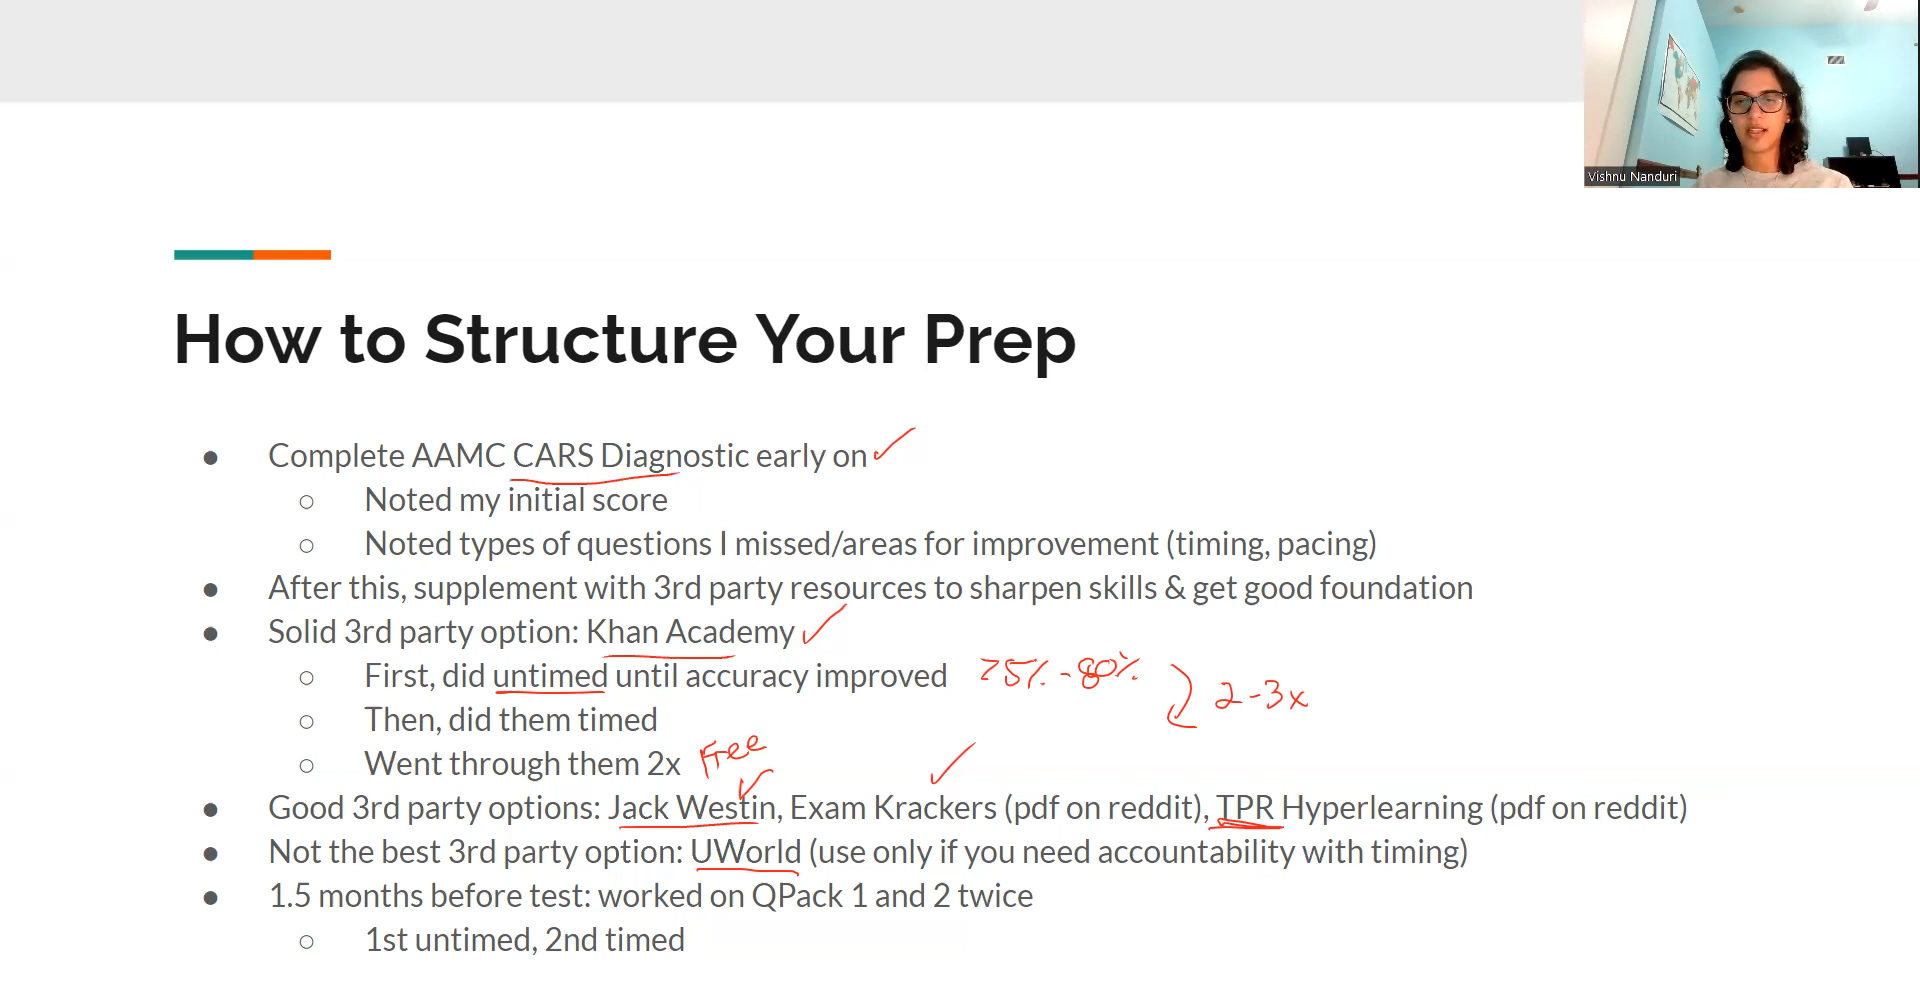 Vishnu Nanduri
How to Structure Your Prep
● Complete AAMC CARS Diagnostic early on
○ Noted my initial score
○ Noted types of questions I missed/areas for improvement (timing, pacing)
● After this, supplement with 3rd party resources to sharpen skills & get good foundation
● Solid 3rd party option: Khan Academy
○ First, did untimed until accuracy improved 75% - 80%
2-3x
○ Then, did them timed
○ Went through them 2x Free
● Good 3rd party options: Jack Westin, Exam Krackers (pdf on reddit), TPR Hyperlearning (pdf on reddit)
● Not the best 3rd party option: UWorld (use only if you need accountability with timing)
● 1.5 months before test: worked on QPack 1 and 2 twice
○ 1st untimed, 2nd timed